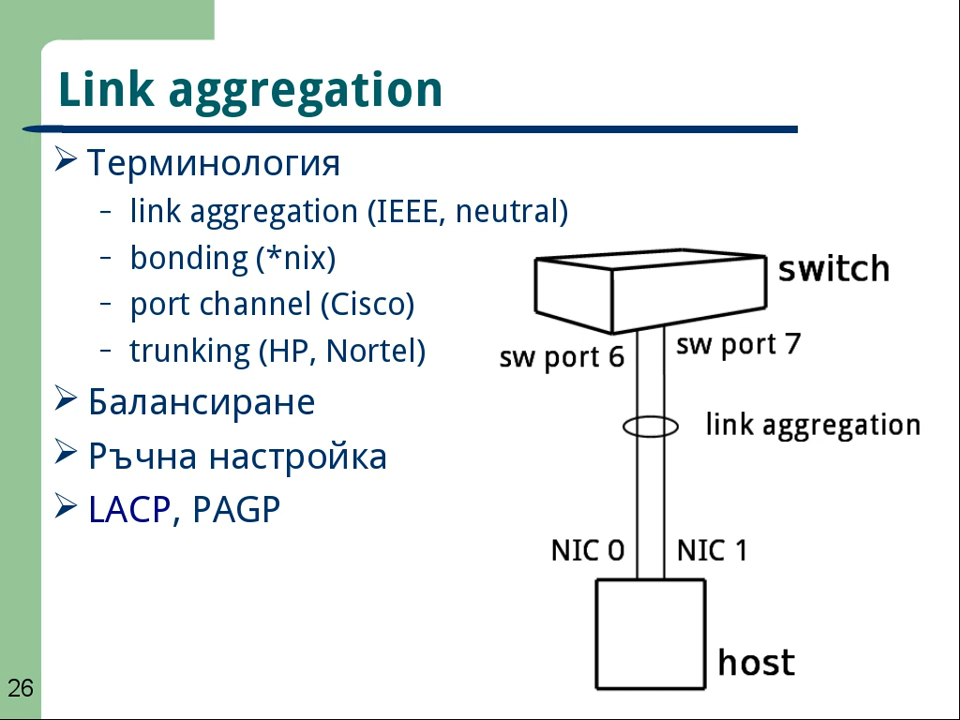 Link aggregation
Терминология
– link aggregation (IEEE, neutral)
– bonding (*nix)
– port channel (Cisco)
– trunking (HP, Nortel)
Балансиране
Ръчна настройка
LACP, PAGP
switch
sw port 6
sw port 7
link aggregation
NIC 0
NIC 1
host
26